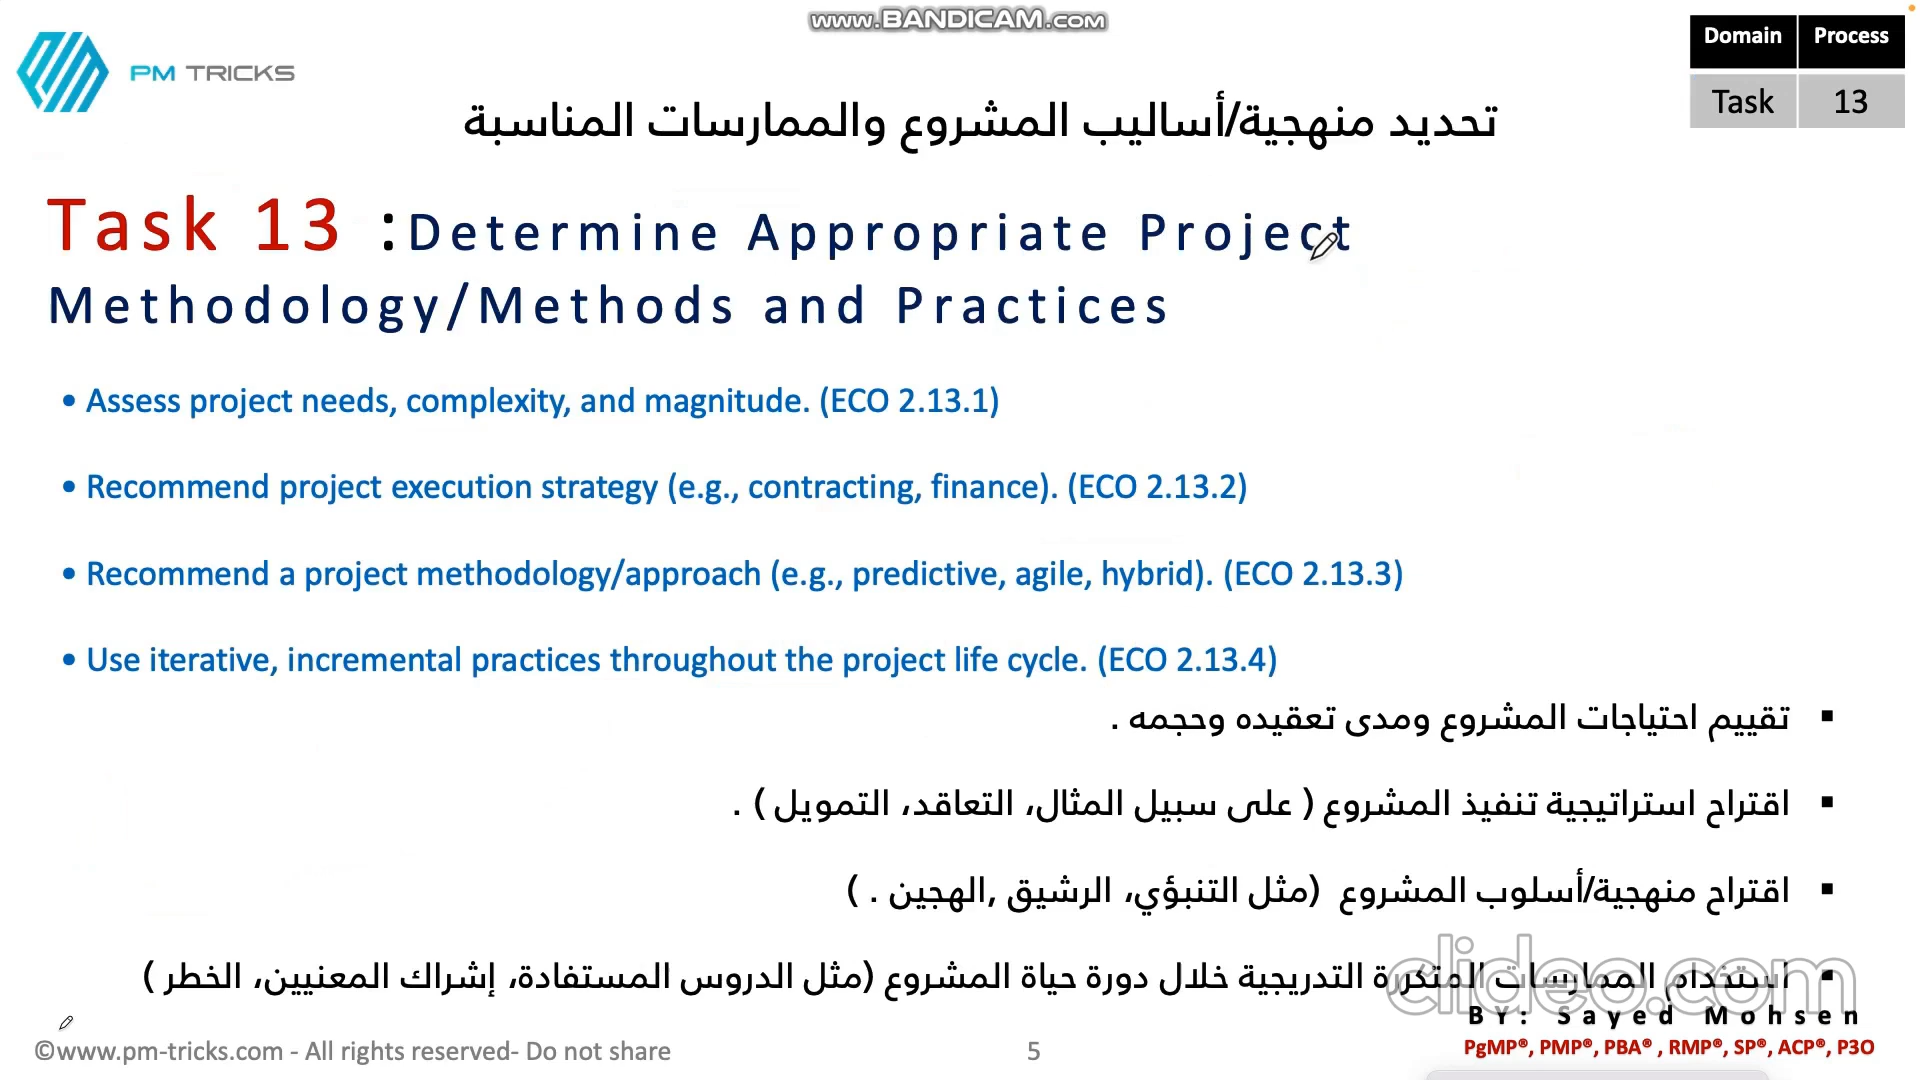 www.BANDICAM.com
PM TRICKS
Domain Process
Task 13
تحديد منهجية/أساليب المشروع والممارسات المناسبة
Task 13 :Determine Appropriate Project
Methodology/Methods and Practices
• Assess project needs, complexity, and magnitude. (ECO 2.13.1)
• Recommend project execution strategy (e.g., contracting, finance). (ECO 2.13.2)
• Recommend a project methodology/approach (e.g., predictive, agile, hybrid). (ECO 2.13.3)
• Use iterative, incremental practices throughout the project life cycle. (ECO 2.13.4)
▪ تقييم احتياجات المشروع ومدى تعقيده وحجمه .
▪ اقتراح استراتيجية تنفيذ المشروع ( على سبيل المثال، التعاقد، التمويل ) .
▪ اقتراح منهجية/أسلوب المشروع (مثل التنبؤي، الرشيق ,الهجين . )
▪ استخدام الممارسات المتكررة التدريجية خلال دورة حياة المشروع (مثل الدروس المستفادة، إشراك المعنيين، الخطر )
clideo.com
BY: Sayed Mohsen
PgMP®, PMP®, PBA® , RMP®, SP®, ACP®, P3O
©www.pm-tricks.com - All rights reserved- Do not share
5